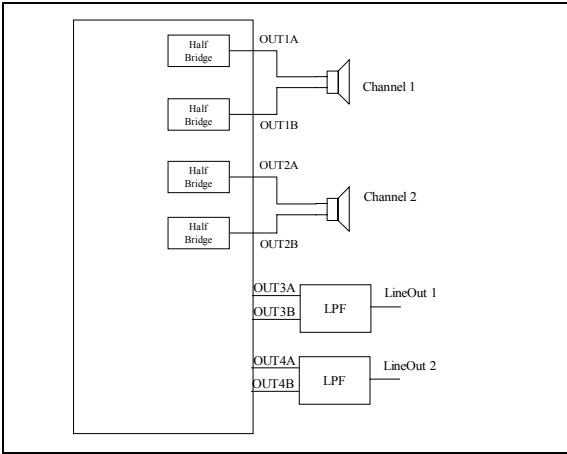 Half
Bridge
OUT1A
Channel 1
Half
Bridge
OUT1B
Half
Bridge
OUT2A
Channel 2
Half
Bridge
OUT2B
OUT3A
OUT3B
LPF
LineOut 1
OUT4A
OUT4B
LPF
LineOut 2